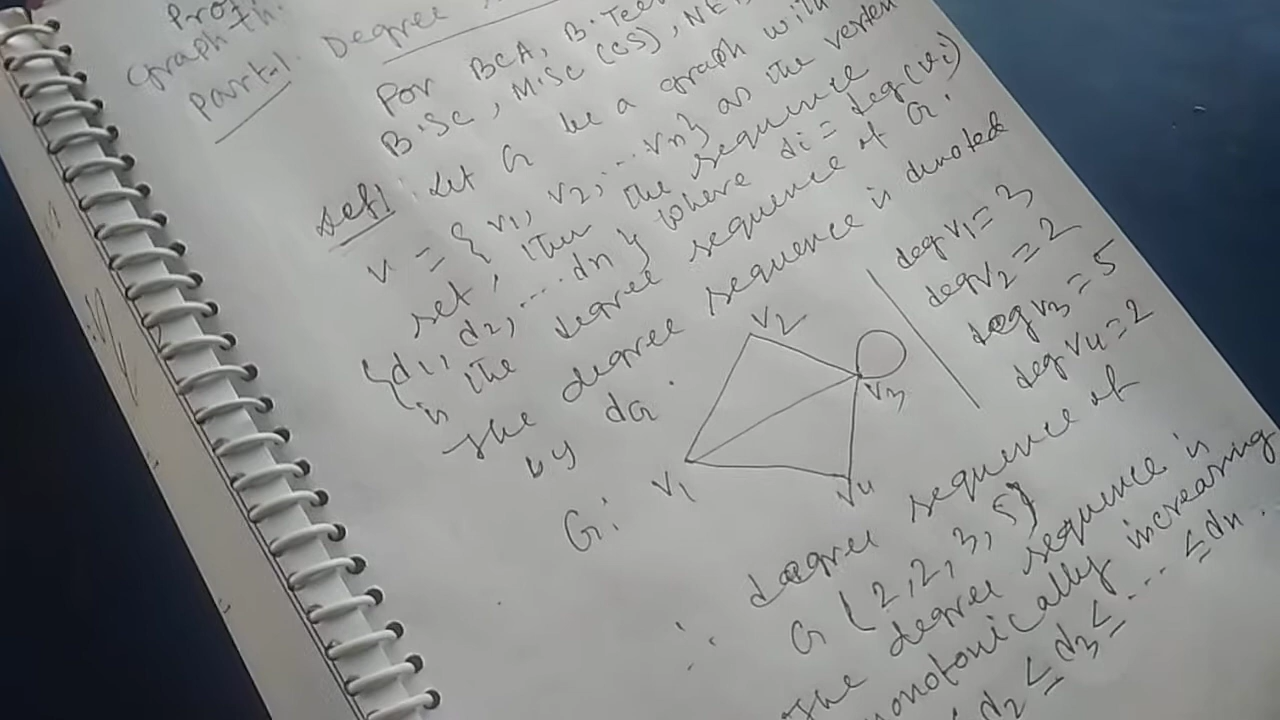 Graph th.
Part-1. Degree
For BCA, B.Tec
B.Sc, M.Sc (CS), NET
def: Let G be a graph with
V = { V1, V2, ... Vn} as the vertex
set, then the sequence
{d1, d2, .... dn} where di = deg(Vi)
is the degree sequence of G.
The degree sequence is denoted
by dG.
G:
V1
V2
V3
V4
deg V1 = 3
deg V2 = 2
deg V3 = 5
deg V4 = 2
∴ degree sequence of
G {2, 2, 3, 5}
The degree sequence is
monotonically increasing
d2 ≤ d3 ≤ ... ≤ dn.